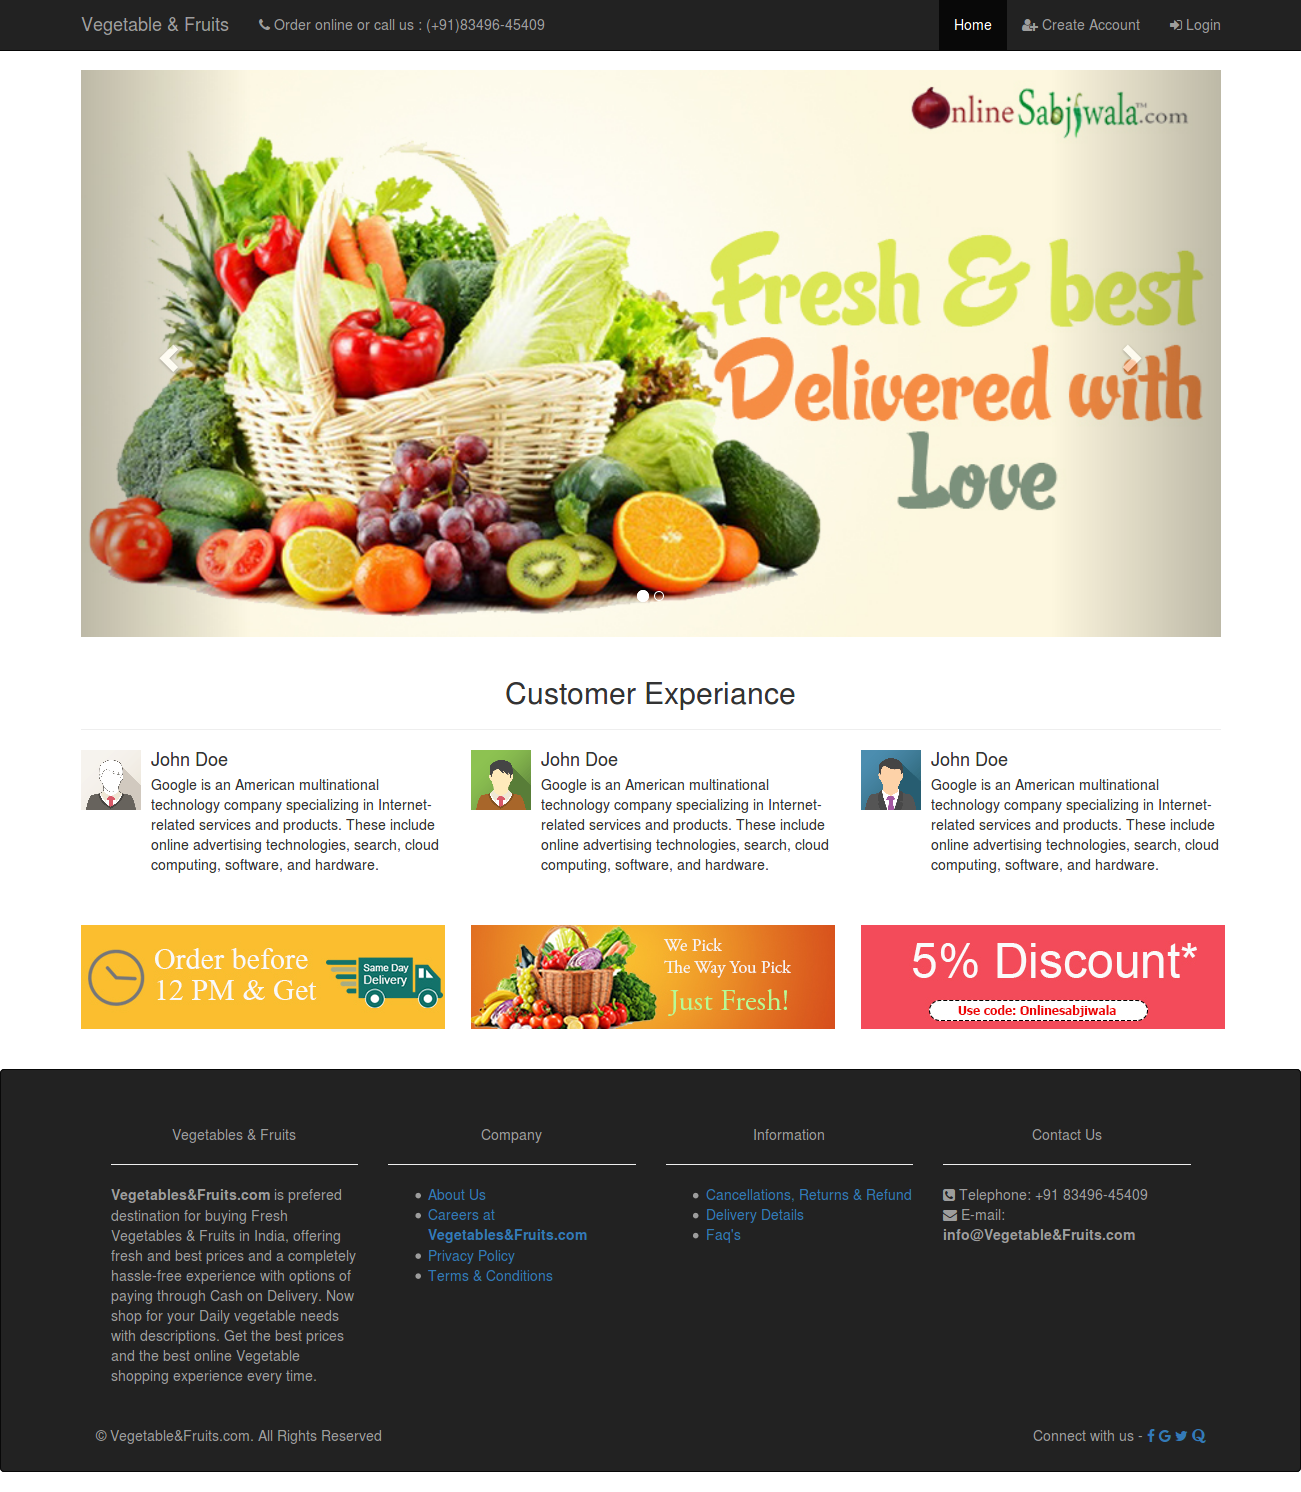 Vegetable & Fruits
Order online or call us : (+91)83496-45409
Home
Create Account
Login
OnlineSabjiwala™.com
Fresh & best
Delivered with
Love
Customer Experiance
John Doe
Google is an American multinational
technology company specializing in Internet-
related services and products. These include
online advertising technologies, search, cloud
computing, software, and hardware.
John Doe
Google is an American multinational
technology company specializing in Internet-
related services and products. These include
online advertising technologies, search, cloud
computing, software, and hardware.
John Doe
Google is an American multinational
technology company specializing in Internet-
related services and products. These include
online advertising technologies, search, cloud
computing, software, and hardware.
Order before
12 PM & Get
Same Day
Delivery
We Pick
The Way You Pick
Just Fresh!
5% Discount*
Use code: Onlinesabjiwala
Vegetables & Fruits
Vegetables&Fruits.com is prefered
destination for buying Fresh
Vegetables & Fruits in India, offering
fresh and best prices and a completely
hassle-free experience with options of
paying through Cash on Delivery. Now
shop for your Daily vegetable needs
with descriptions. Get the best prices
and the best online Vegetable
shopping experience every time.
Company
About Us
Careers at
Vegetables&Fruits.com
Privacy Policy
Terms & Conditions
Information
Cancellations, Returns & Refund
Delivery Details
Faq's
Contact Us
Telephone: +91 83496-45409
E-mail:
info@Vegetable&Fruits.com
© Vegetable&Fruits.com. All Rights Reserved
Connect with us -